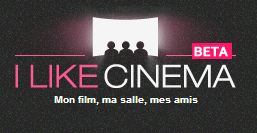 BETA
I LIKE CINEMA
Mon film, ma salle, mes amis